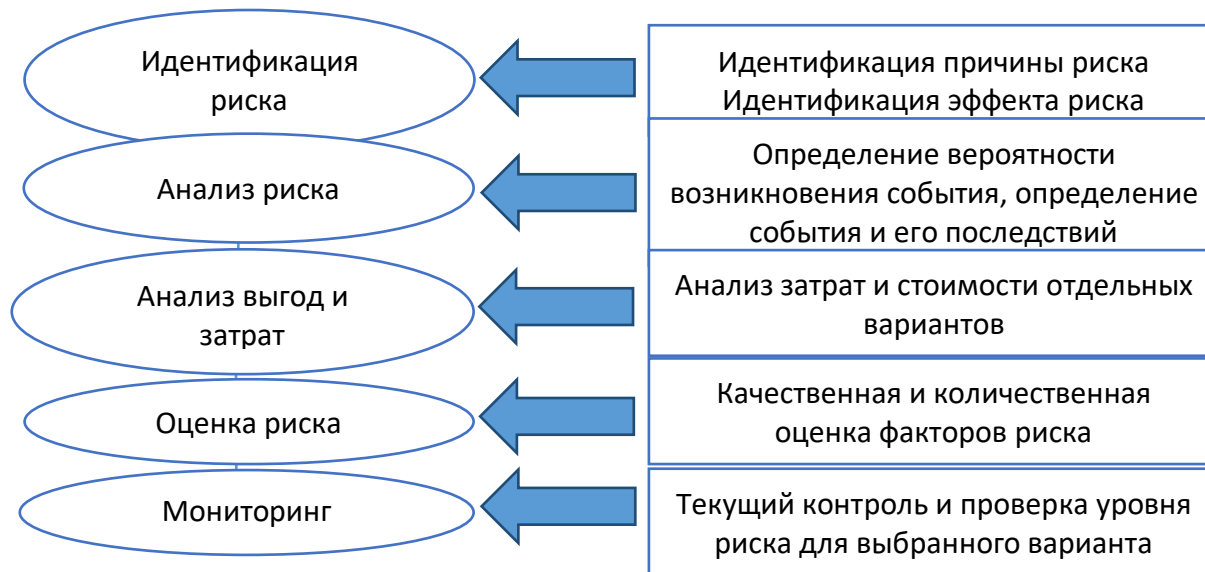 Идентификация
риска
Идентификация причины риска
Идентификация эффекта риска
Анализ риска
Определение вероятности
возникновения события, определение
события и его последствий
Анализ выгод и
затрат
Анализ затрат и стоимости отдельных
вариантов
Оценка риска
Качественная и количественная
оценка факторов риска
Мониторинг
Текущий контроль и проверка уровня
риска для выбранного варианта